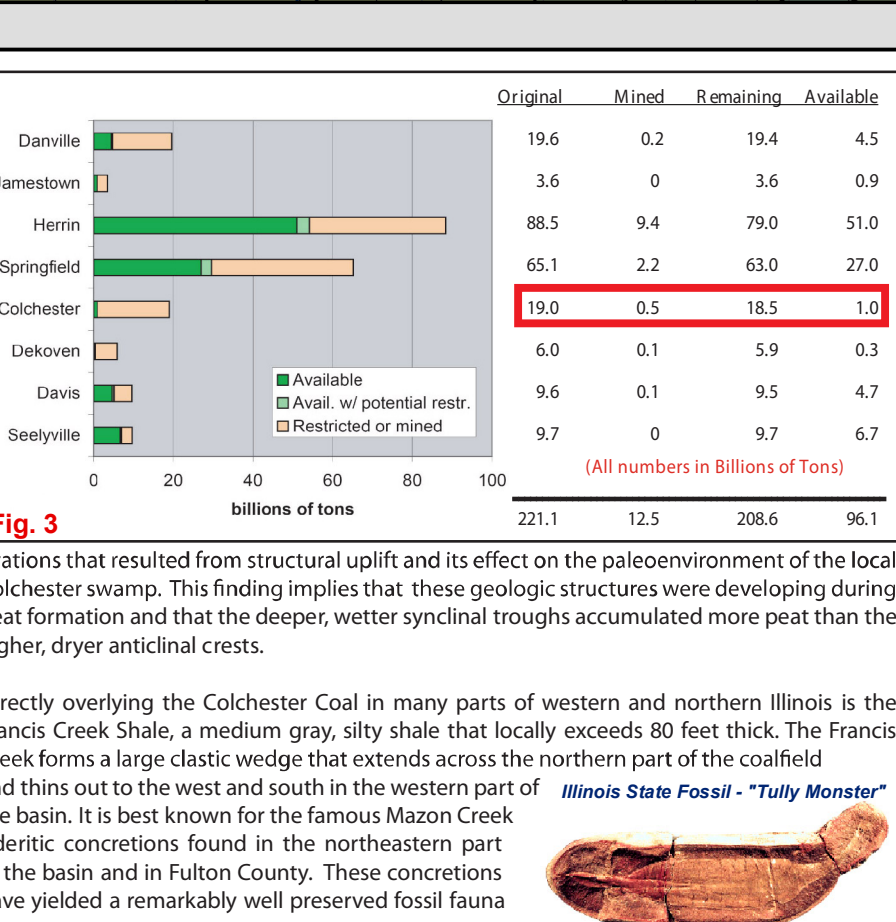 Original Mined Remaining Available
Danville 19.6 0.2 19.4 4.5
Jamestown 3.6 0 3.6 0.9
Herrin 88.5 9.4 79.0 51.0
Springfield 65.1 2.2 63.0 27.0
Colchester 19.0 0.5 18.5 1.0
Dekoven 6.0 0.1 5.9 0.3
Davis 9.6 0.1 9.5 4.7
Seelyville 9.7 0 9.7 6.7
Available
Avail. w/ potential restr.
Restricted or mined
(All numbers in Billions of Tons)
0 20 40 60 80 100
billions of tons
Fig. 3
221.1 12.5 208.6 96.1
rations that resulted from structural uplift and its effect on the paleoenvironment of the local
olchester swamp. This finding implies that these geologic structures were developing during
eat formation and that the deeper, wetter synclinal troughs accumulated more peat than the
gher, dryer anticlinal crests.
rectly overlying the Colchester Coal in many parts of western and northern Illinois is the
ancis Creek Shale, a medium gray, silty shale that locally exceeds 80 feet thick. The Francis
eek forms a large clastic wedge that extends across the northern part of the coalfield
nd thins out to the west and south in the western part of
e basin. It is best known for the famous Mazon Creek
deritic concretions found in the northeastern part
the basin and in Fulton County. These concretions
ave yielded a remarkably well preserved fossil fauna
Illinois State Fossil - "Tully Monster"